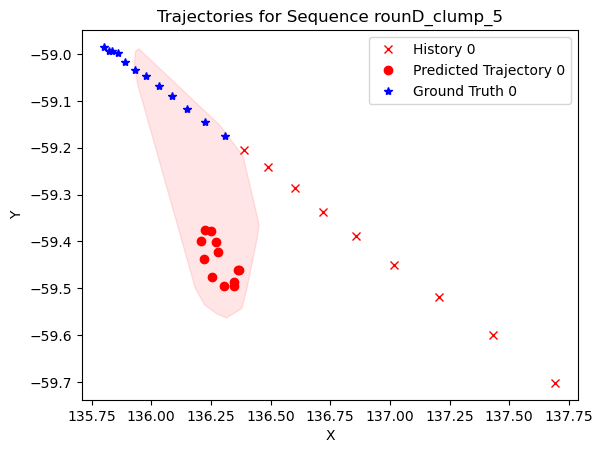 Trajectories for Sequence rounD_clump_5
History 0
Predicted Trajectory 0
Ground Truth 0
−59.0
−59.1
−59.2
−59.3
−59.4
−59.5
−59.6
−59.7
Y
135.75 136.00 136.25 136.50 136.75 137.00 137.25 137.50 137.75
X